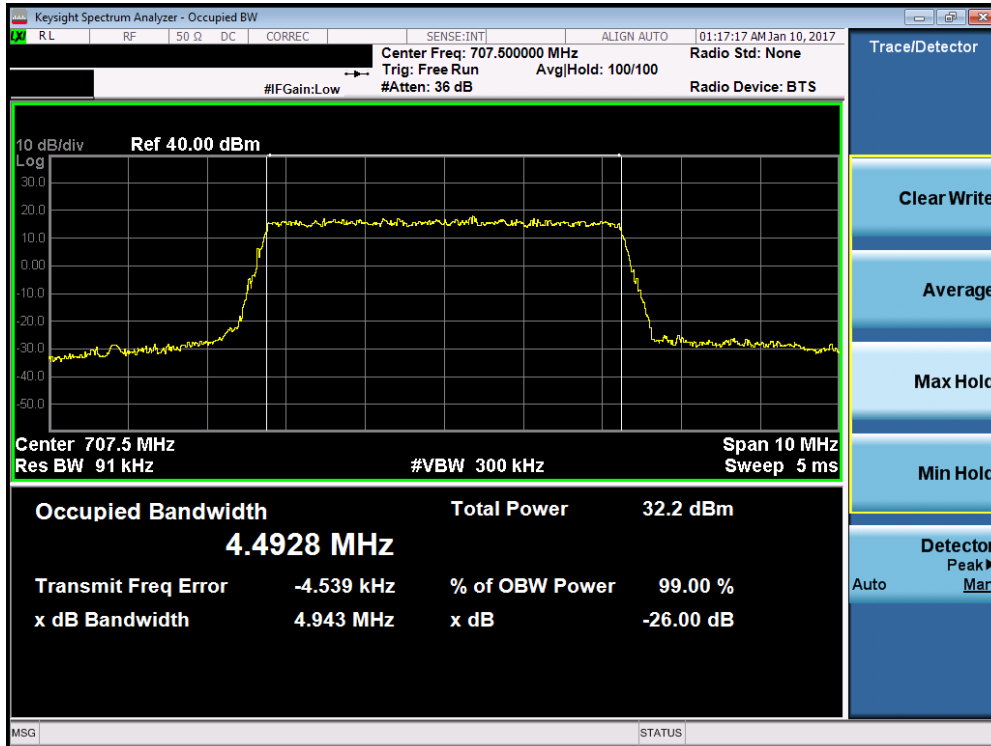 Keysight Spectrum Analyzer - Occupied BW
LXI RL RF 50 Ω DC CORREC SENSE:INT ALIGN AUTO 01:17:17 AM Jan 10, 2017
Center Freq: 707.500000 MHz Radio Std: None
Trig: Free Run Avg|Hold: 100/100
#IFGain:Low #Atten: 36 dB Radio Device: BTS
10 dB/div Ref 40.00 dBm
Log
30.0
20.0
10.0
0.00
-10.0
-20.0
-30.0
-40.0
-50.0
Center 707.5 MHz Span 10 MHz
Res BW 91 kHz #VBW 300 kHz Sweep 5 ms
Occupied Bandwidth Total Power 32.2 dBm
4.4928 MHz
Transmit Freq Error -4.539 kHz % of OBW Power 99.00 %
x dB Bandwidth 4.943 MHz x dB -26.00 dB
MSG STATUS
Trace/Detector
Clear Write
Average
Max Hold
Min Hold
Detector
Peak▶
Auto Man